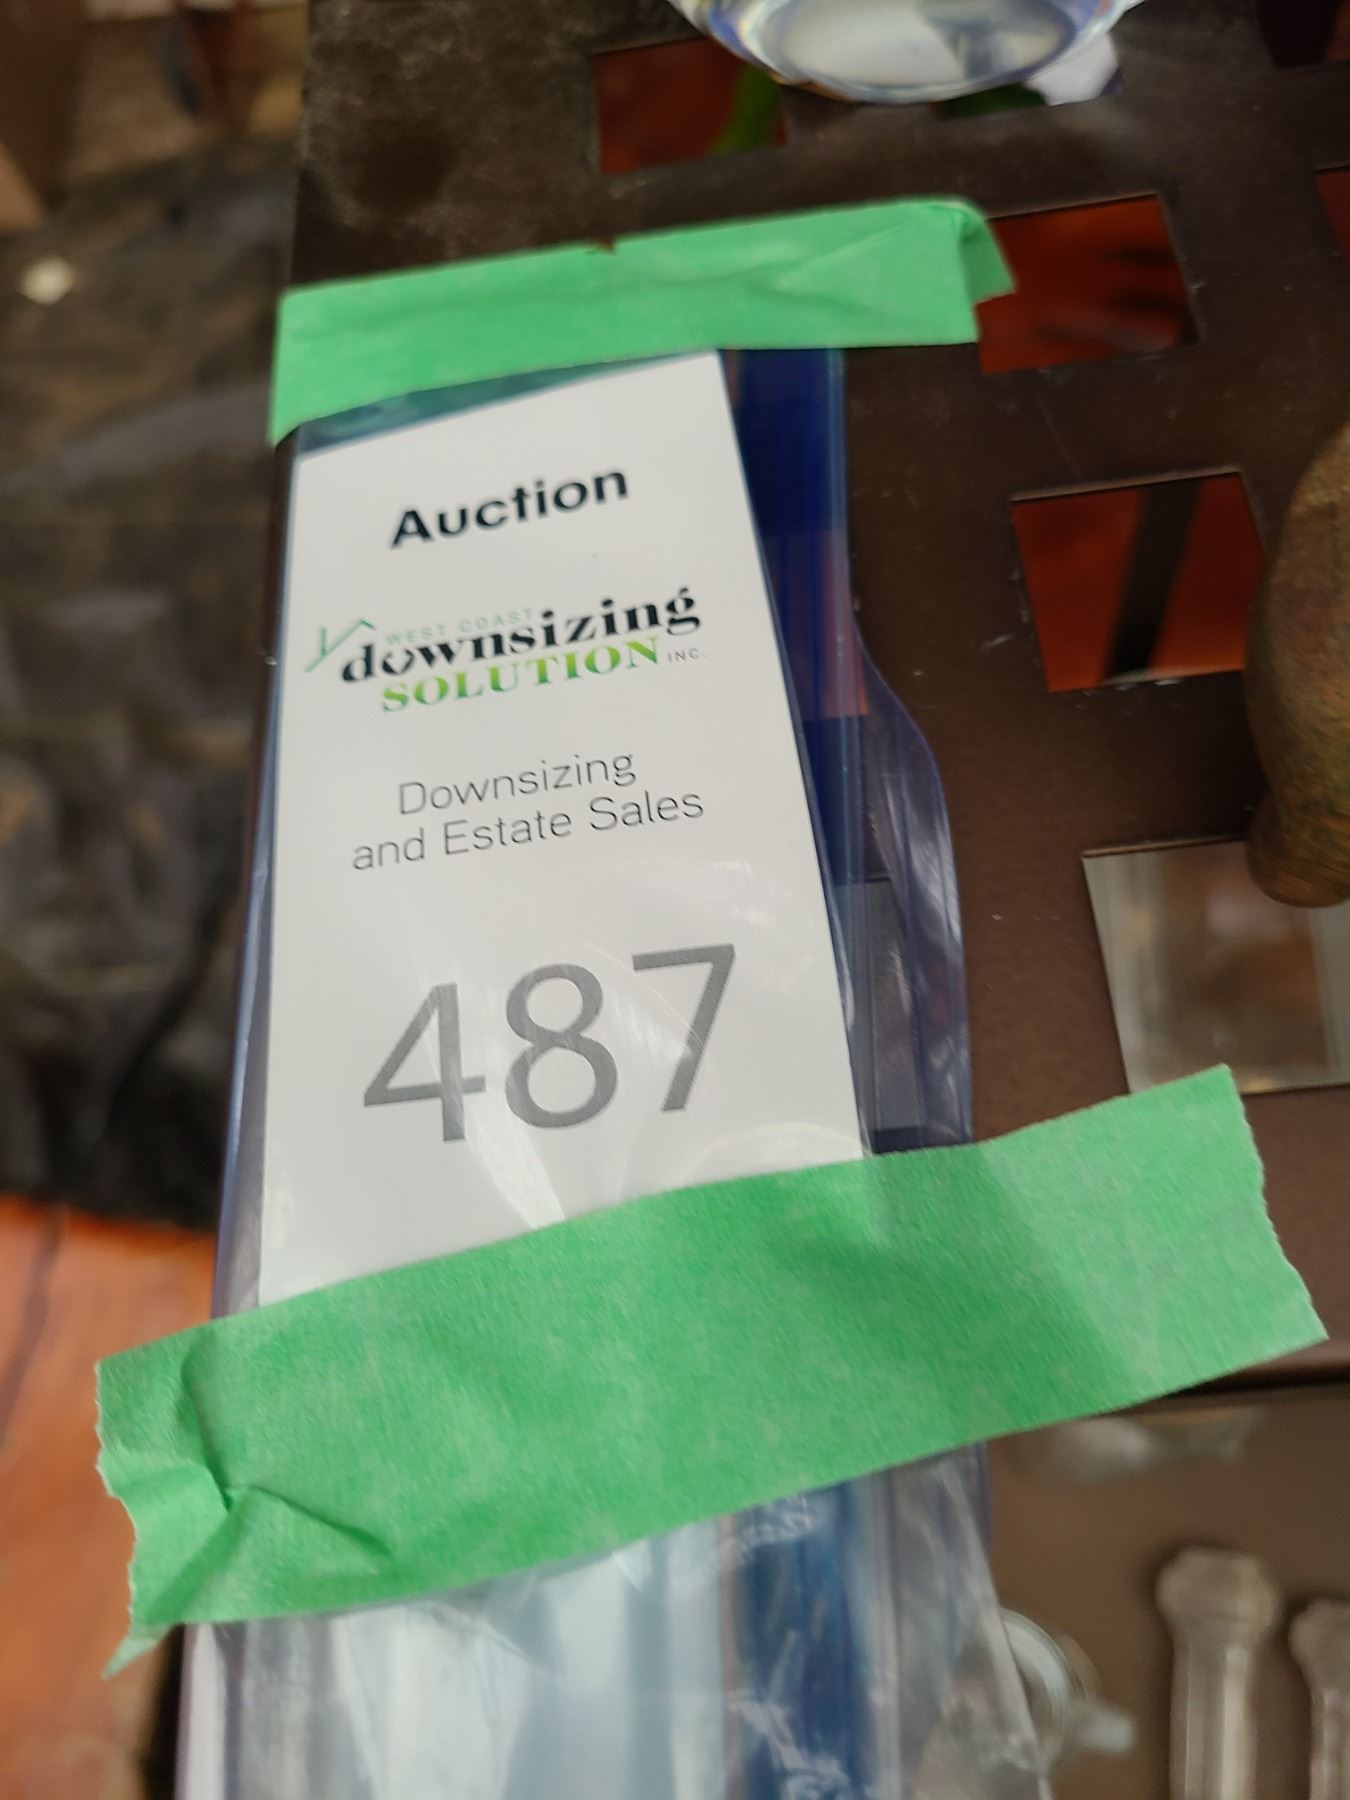 Auction
WEST COAST
downsizing
SOLUTION INC.
Downsizing
and Estate Sales
487